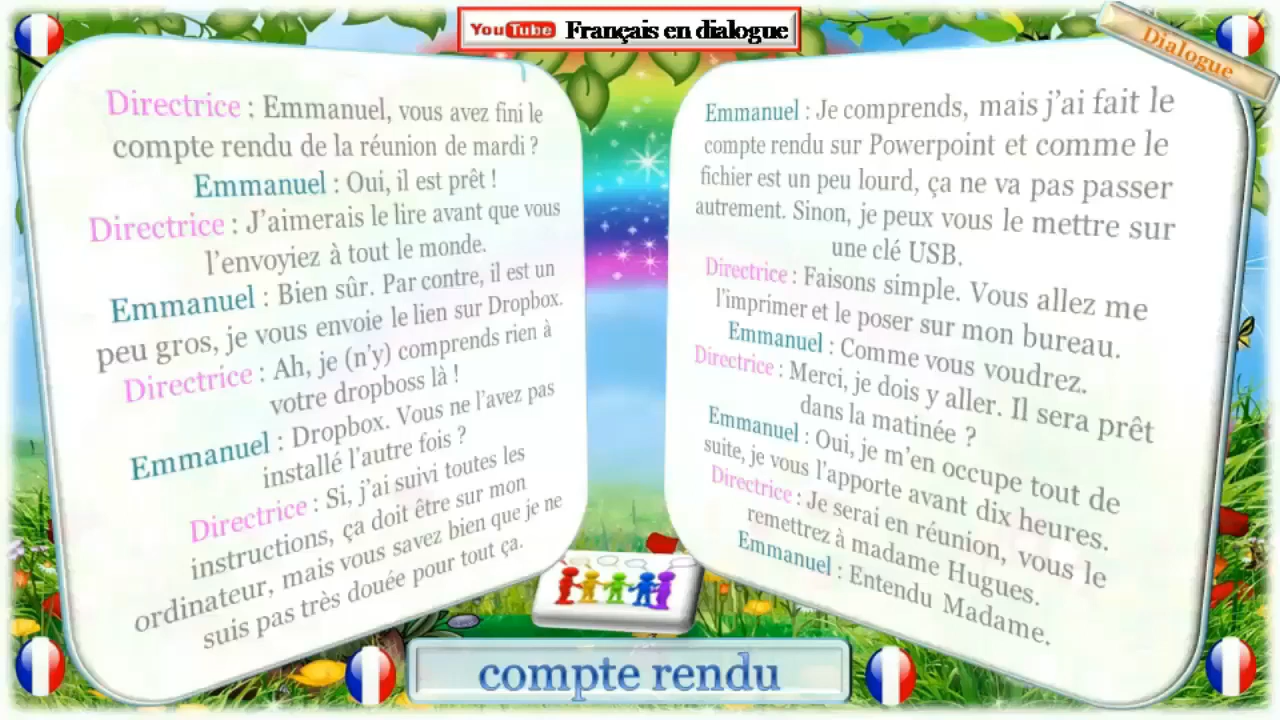 YouTube Français en dialogue
Dialogue
Directrice : Emmanuel, vous avez fini le
compte rendu de la réunion de mardi ?
Emmanuel : Oui, il est prêt !
Directrice : J'aimerais le lire avant que vous
l'envoyiez à tout le monde.
Emmanuel : Bien sûr. Par contre, il est un
peu gros, je vous envoie le lien sur Dropbox.
Directrice : Ah, je (n'y) comprends rien à
votre dropboss là !
Emmanuel : Dropbox. Vous ne l'avez pas
installé l'autre fois ?
Directrice : Si, j'ai suivi toutes les
instructions, ça doit être sur mon
ordinateur, mais vous savez bien que je ne
suis pas très douée pour tout ça.
Emmanuel : Je comprends, mais j'ai fait le
compte rendu sur Powerpoint et comme le
fichier est un peu lourd, ça ne va pas passer
autrement. Sinon, je peux vous le mettre sur
une clé USB.
Directrice : Faisons simple. Vous allez me
l'imprimer et le poser sur mon bureau.
Emmanuel : Comme vous voudrez.
Directrice : Merci, je dois y aller. Il sera prêt
dans la matinée ?
Emmanuel : Oui, je m'en occupe tout de
suite, je vous l'apporte avant dix heures.
Directrice : Je serai en réunion, vous le
remettrez à madame Hugues.
Emmanuel : Entendu Madame.
compte rendu